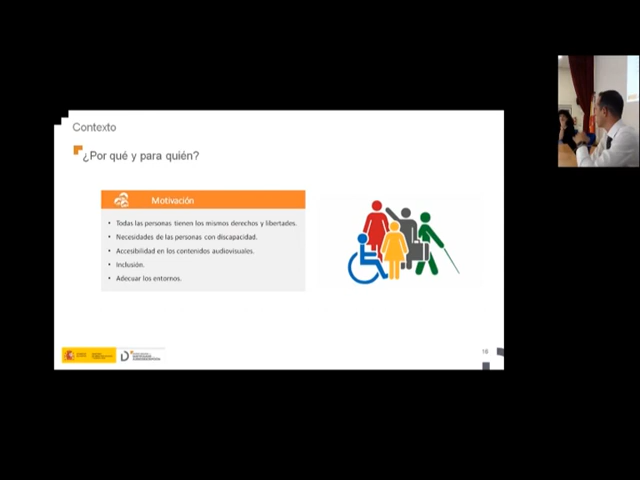 Contexto
¿Por qué y para quién?
Motivación
• Todas las personas tienen los mismos derechos y libertades.
• Necesidades de las personas con discapacidad.
• Accesibilidad en los contenidos audiovisuales.
• Inclusión.
• Adecuar los entornos.
16